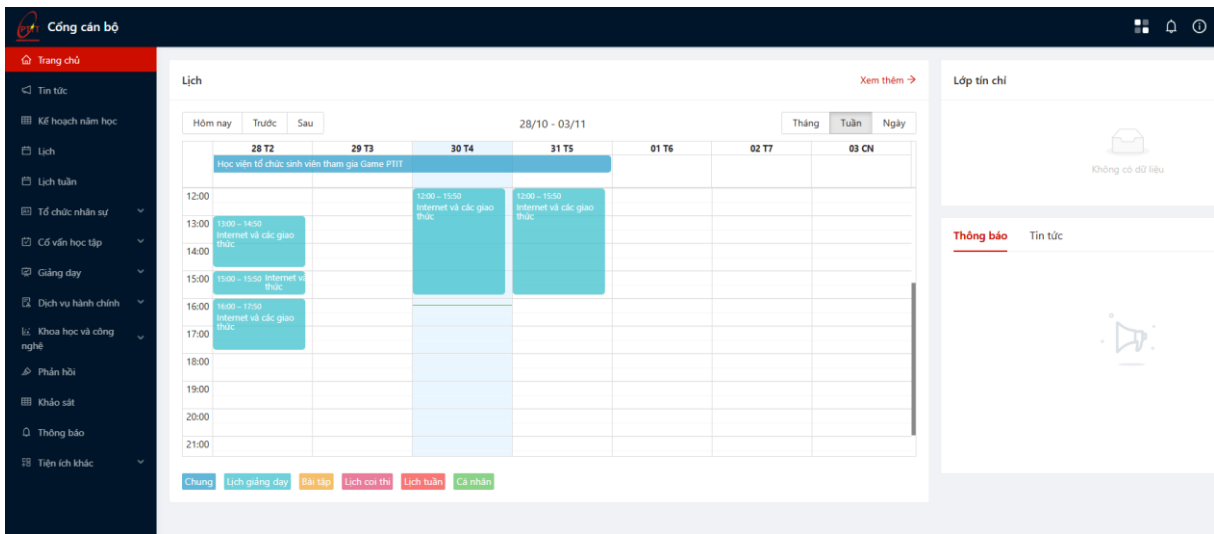 PTIT
Cổng cán bộ
Trang chủ
Tin tức
Kế hoạch năm học
Lịch
Lịch tuần
Tổ chức nhân sự
Cố vấn học tập
Giảng dạy
Dịch vụ hành chính
Khoa học và công
nghệ
Phản hồi
Khảo sát
Thông báo
Tiện ích khác
Lịch
Xem thêm
Hôm nay Trước Sau
28/10 - 03/11
Tháng Tuần Ngày
28 T2 29 T3 30 T4 31 T5 01 T6 02 T7 03 CN
Học viện tổ chức sinh viên tham gia Game PTIT
12:00
13:00
14:00
15:00
16:00
17:00
18:00
19:00
20:00
21:00
13:00 – 14:50
Internet và các giao
thức
15:00 – 15:50 Internet và
thức
16:00 – 17:50
Internet và các giao
thức
12:00 – 15:50
Internet và các giao
thức
12:00 – 15:50
Internet và các giao
thức
Chung Lịch giảng dạy Bài tập Lịch coi thi Lịch tuần Cá nhân
Lớp tín chỉ
Không có dữ liệu
Thông báo Tin tức